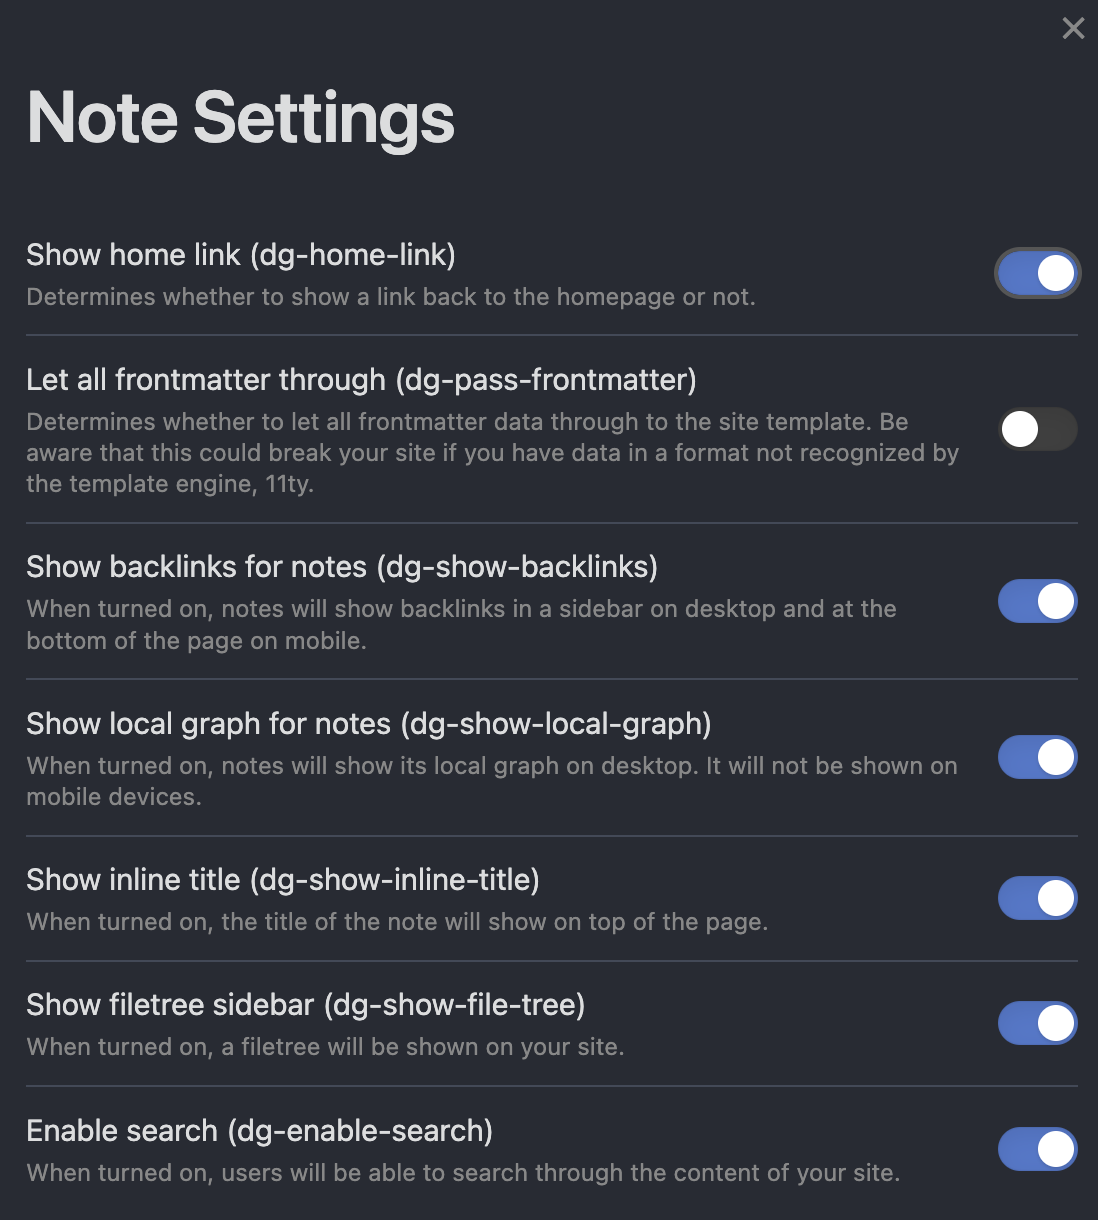 Note Settings
Show home link (dg-home-link)
Determines whether to show a link back to the homepage or not.
Let all frontmatter through (dg-pass-frontmatter)
Determines whether to let all frontmatter data through to the site template. Be
aware that this could break your site if you have data in a format not recognized by
the template engine, 11ty.
Show backlinks for notes (dg-show-backlinks)
When turned on, notes will show backlinks in a sidebar on desktop and at the
bottom of the page on mobile.
Show local graph for notes (dg-show-local-graph)
When turned on, notes will show its local graph on desktop. It will not be shown on
mobile devices.
Show inline title (dg-show-inline-title)
When turned on, the title of the note will show on top of the page.
Show filetree sidebar (dg-show-file-tree)
When turned on, a filetree will be shown on your site.
Enable search (dg-enable-search)
When turned on, users will be able to search through the content of your site.